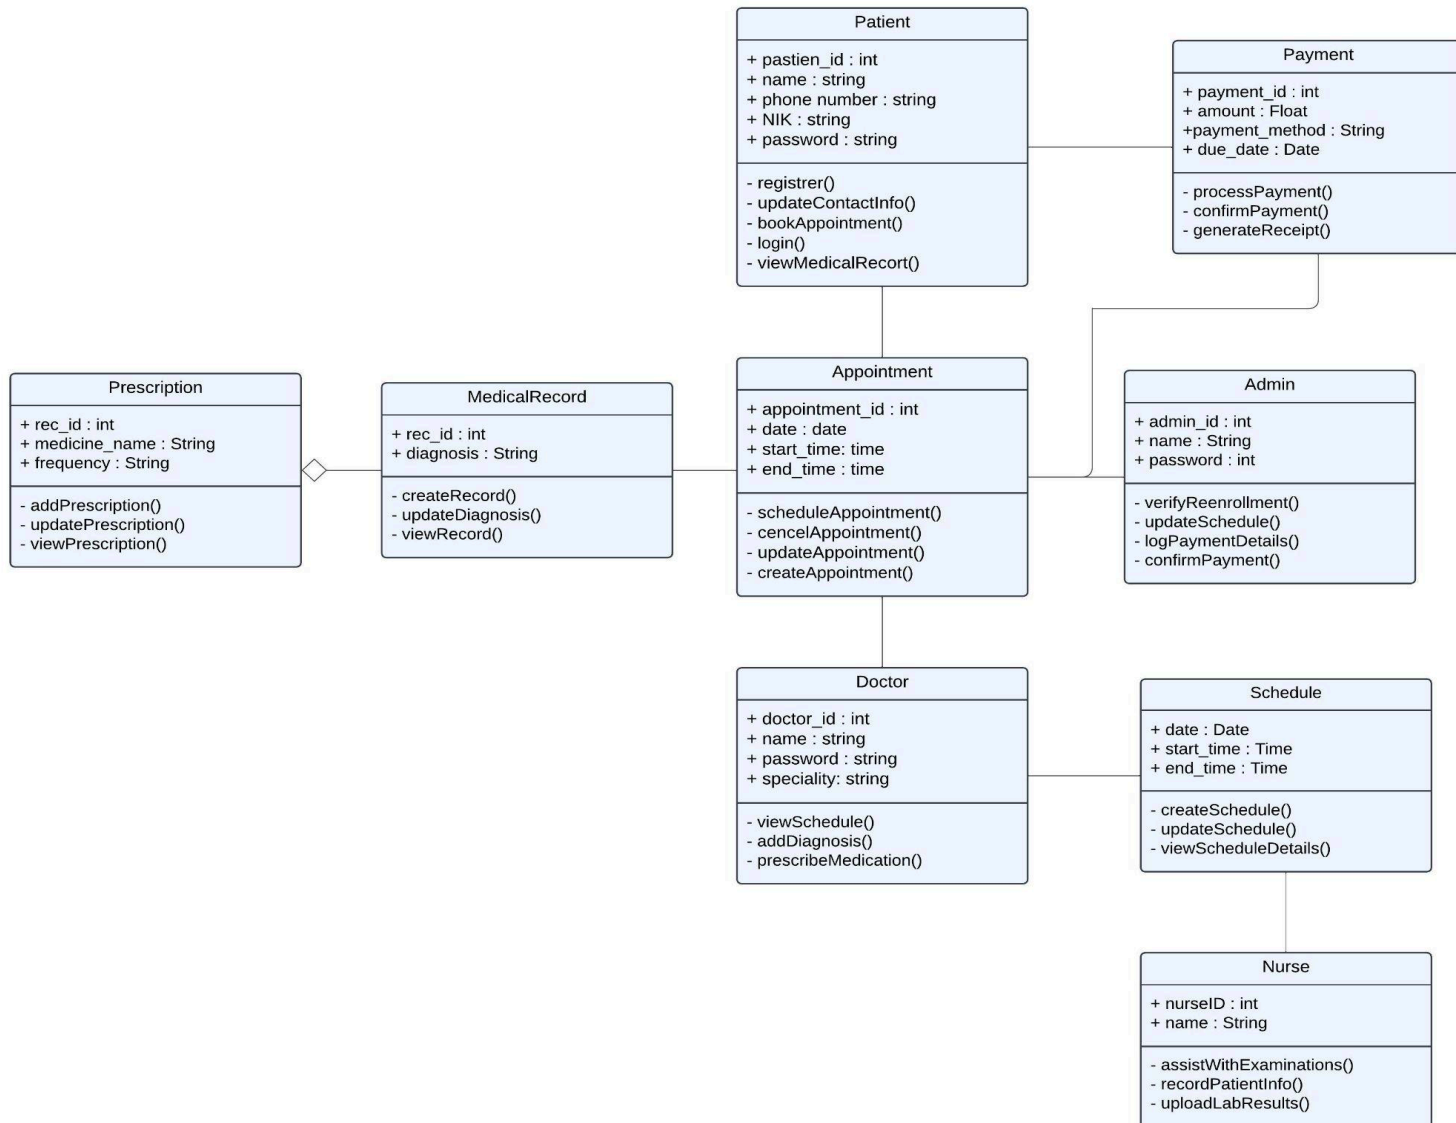 Patient
+ pastien_id : int
+ name : string
+ phone number : string
+ NIK : string
+ password : string
- registrer()
- updateContactInfo()
- bookAppointment()
- login()
- viewMedicalRecort()
Payment
+ payment_id : int
+ amount : Float
+payment_method : String
+ due_date : Date
- processPayment()
- confirmPayment()
- generateReceipt()
Prescription
+ rec_id : int
+ medicine_name : String
+ frequency : String
- addPrescription()
- updatePrescription()
- viewPrescription()
MedicalRecord
+ rec_id : int
+ diagnosis : String
- createRecord()
- updateDiagnosis()
- viewRecord()
Appointment
+ appointment_id : int
+ date : date
+ start_time: time
+ end_time : time
- scheduleAppointment()
- cencelAppointment()
- updateAppointment()
- createAppointment()
Admin
+ admin_id : int
+ name : String
+ password : int
- verifyReenrollment()
- updateSchedule()
- logPaymentDetails()
- confirmPayment()
Doctor
+ doctor_id : int
+ name : string
+ password : string
+ speciality: string
- viewSchedule()
- addDiagnosis()
- prescribeMedication()
Schedule
+ date : Date
+ start_time : Time
+ end_time : Time
- createSchedule()
- updateSchedule()
- viewScheduleDetails()
Nurse
+ nurseID : int
+ name : String
- assistWithExaminations()
- recordPatientInfo()
- uploadLabResults()